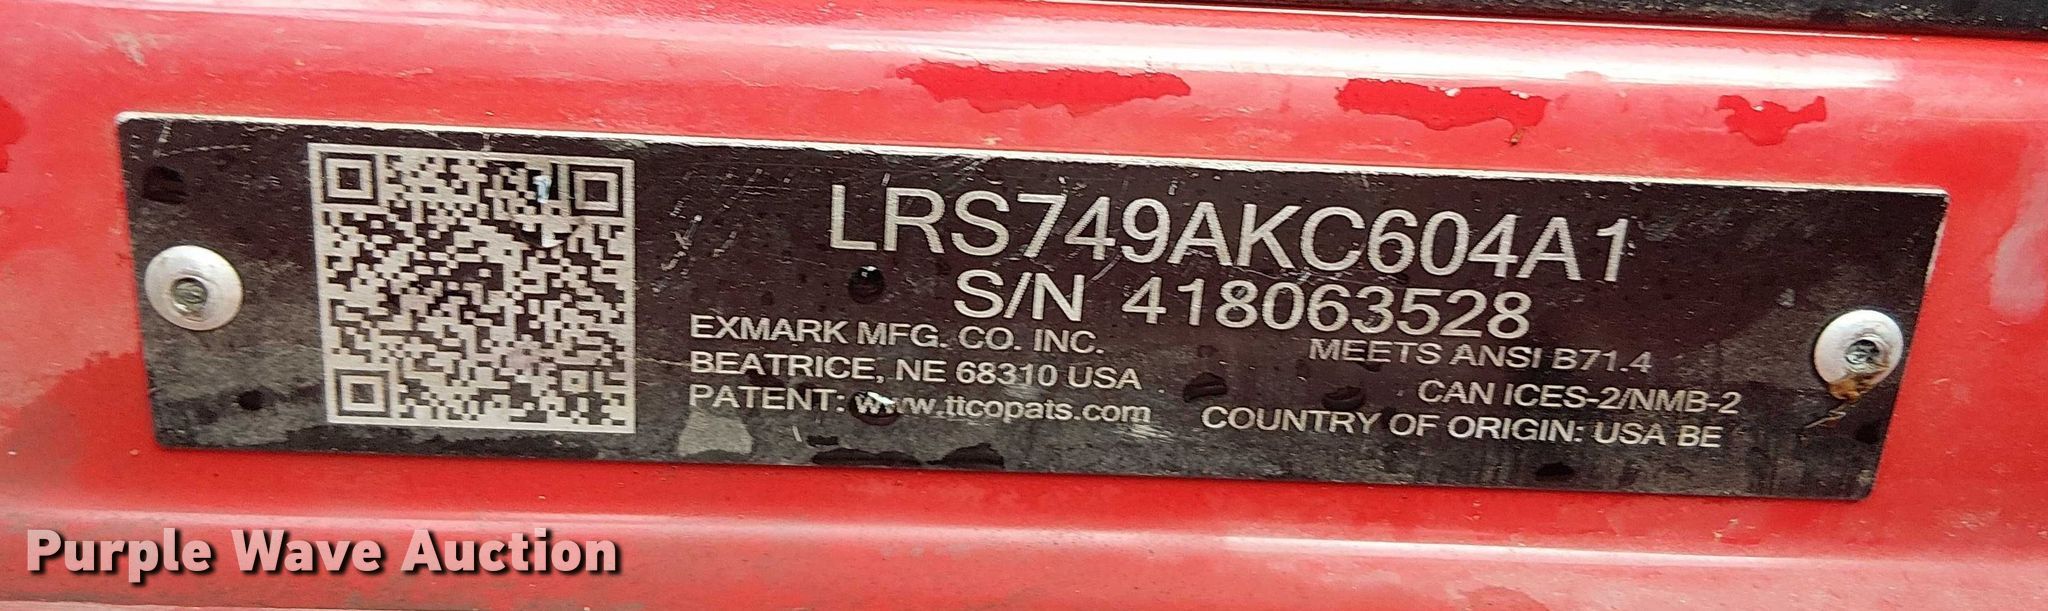 LRS749AKC604A1
S/N 418063528
EXMARK MFG. CO. INC.
BEATRICE, NE 68310 USA
PATENT: www.ttcopats.com
MEETS ANSI B71.4
CAN ICES-2/NMB-2
COUNTRY OF ORIGIN: USA BE
Purple Wave Auction